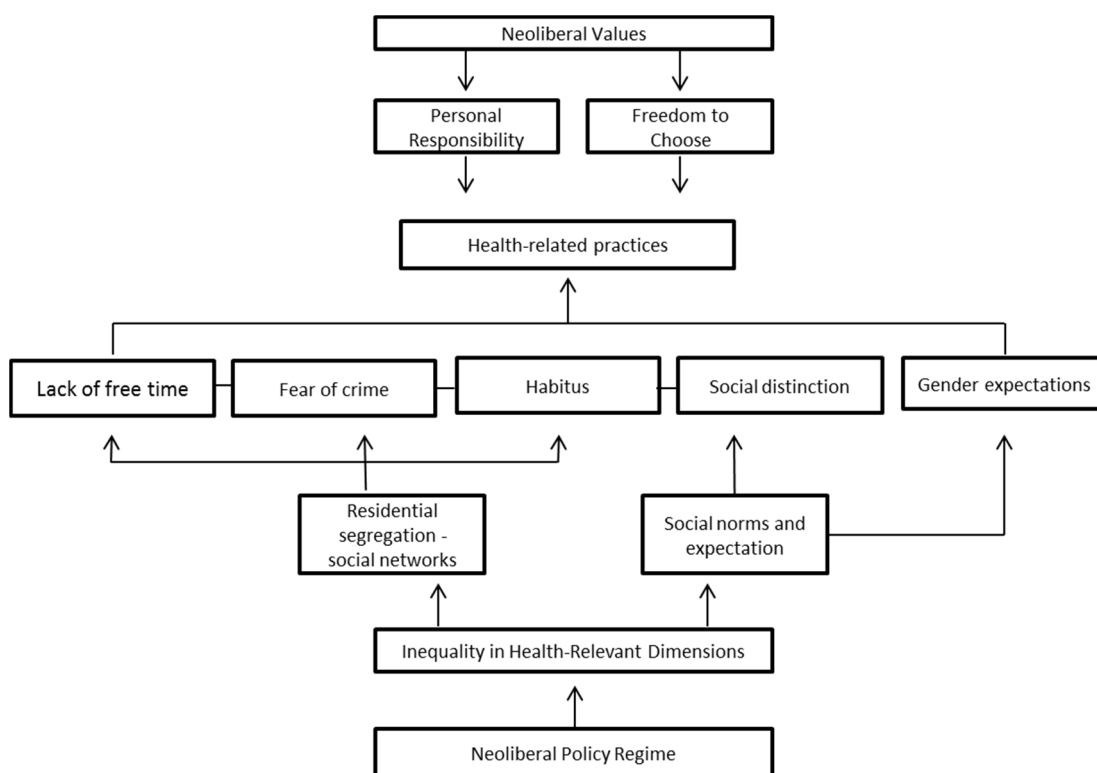 Neoliberal Values
Personal
Responsibility
Freedom to
Choose
Health-related practices
Lack of free time
Fear of crime
Habitus
Social distinction
Gender expectations
Residential
segregation -
social networks
Social norms and
expectation
Inequality in Health-Relevant Dimensions
Neoliberal Policy Regime